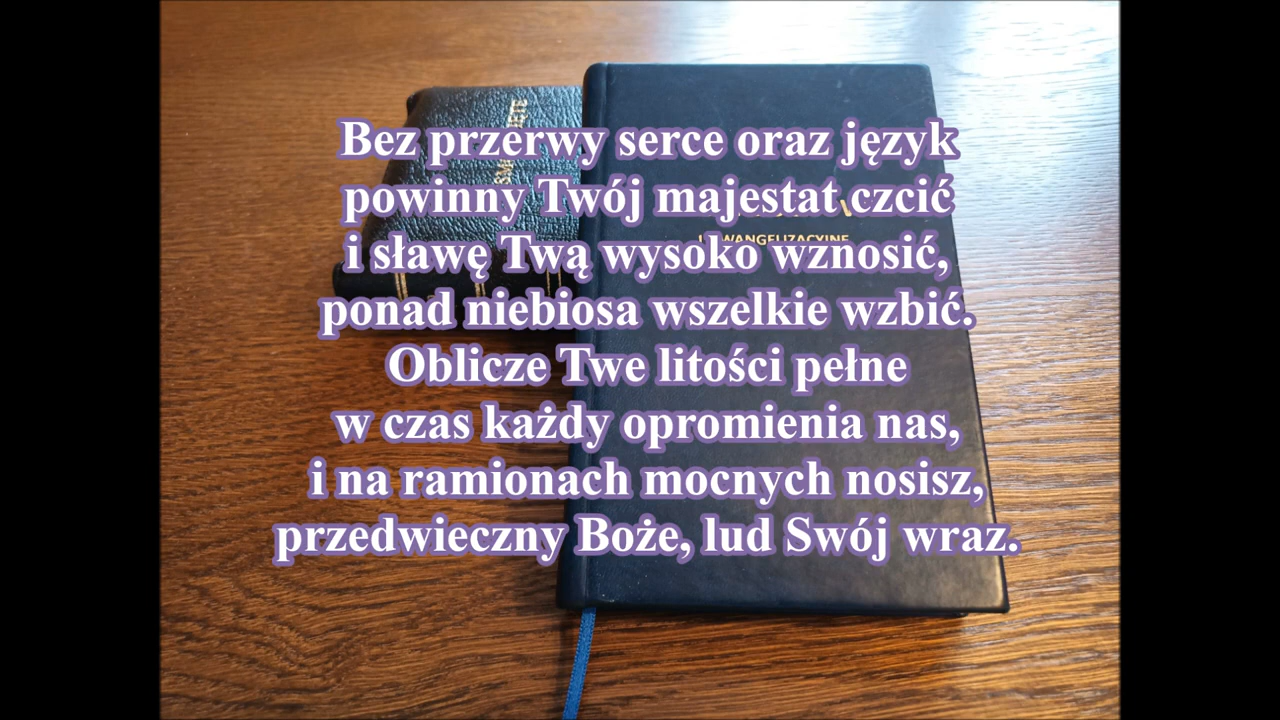 Bez przerwy serce oraz język
powinny Twój majestat czcić
i sławę Twą wysoko wznosić,
ponad niebiosa wszelkie wzbić.
Oblicze Twe litości pełne
w czas każdy opromienia nas,
i na ramionach mocnych nosisz,
przedwieczny Boże, lud Swój wraz.